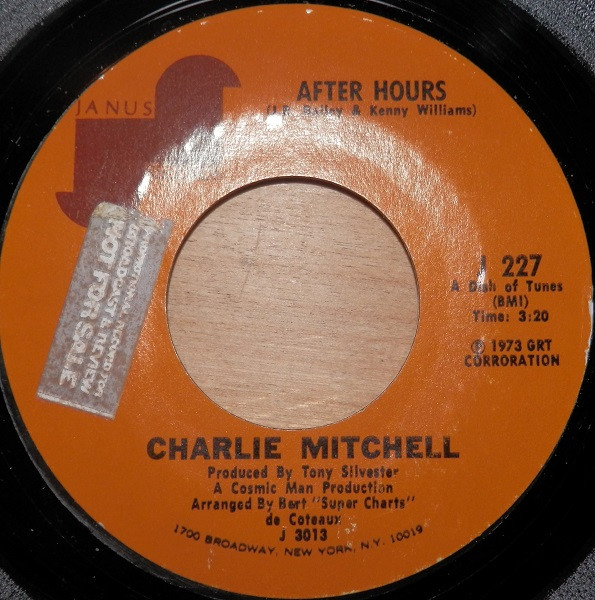 JANUS
AFTER HOURS
(J.R. Bailey & Kenny Williams)
J 227
A Dish of Tunes
(BMI)
Time: 3:20
℗ 1973 GRT
CORRORATION
NOT FOR SALE
CHARLIE MITCHELL
Produced By Tony Silvester
A Cosmic Man Production
Arranged By Bert "Super Charts"
de Coteaux
J 3013
1700 BROADWAY, NEW YORK, N.Y. 10019